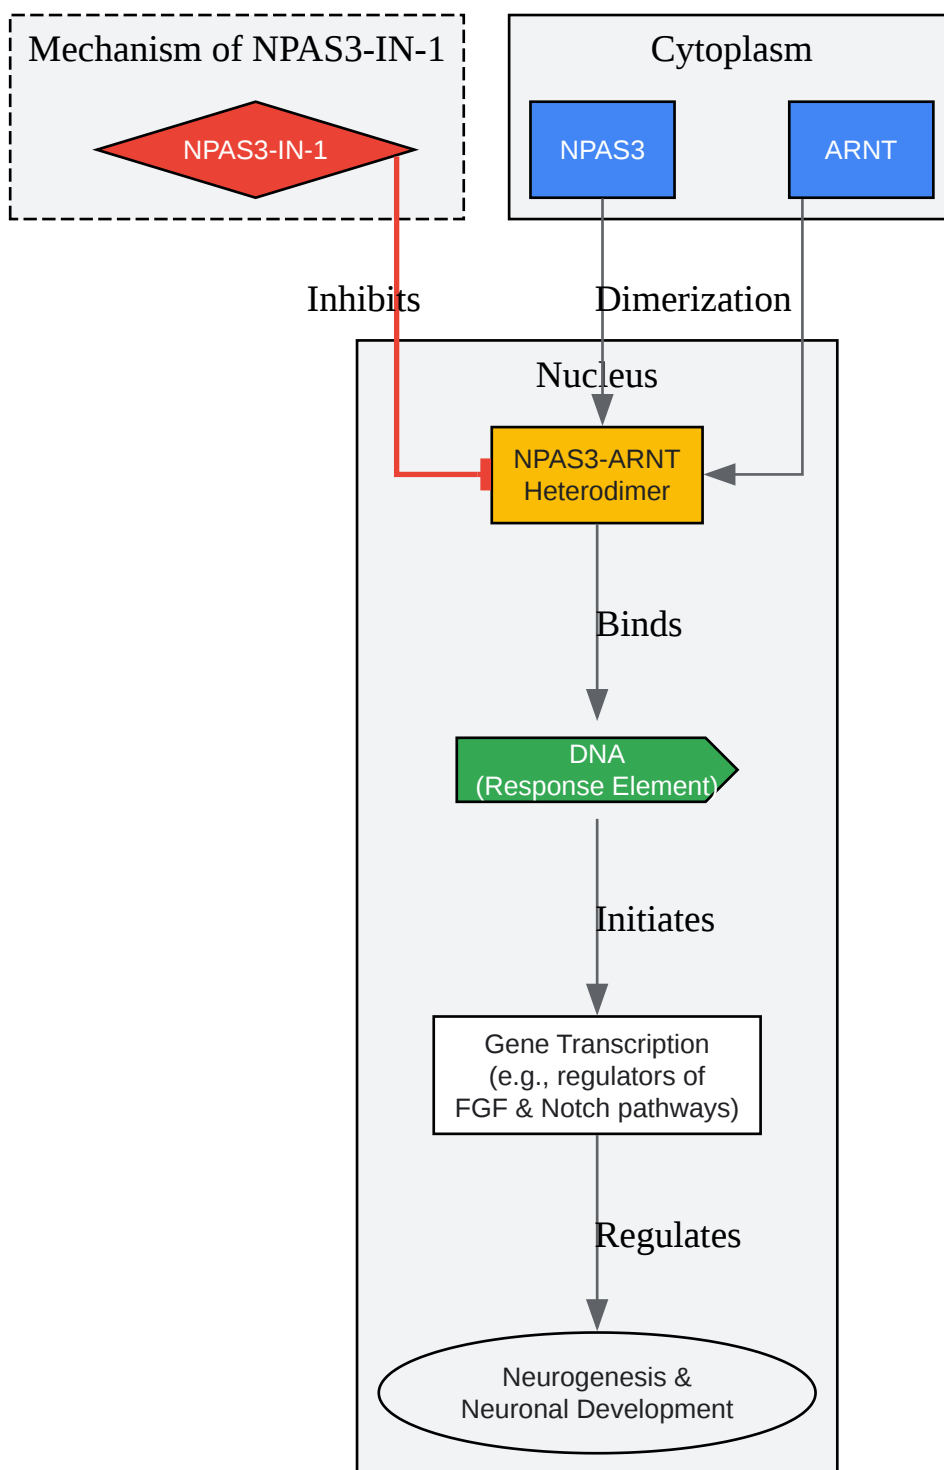 Mechanism of NPAS3-IN-1
Cytoplasm
NPAS3-IN-1
NPAS3
ARNT
Inhibits
Dimerization
Nucleus
NPAS3-ARNT
Heterodimer
Binds
DNA
(Response Element)
Initiates
Gene Transcription
(e.g., regulators of
FGF & Notch pathways)
Regulates
Neurogenesis &
Neuronal Development